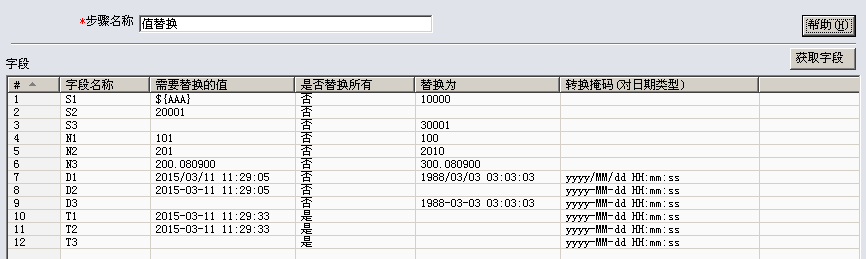 *步骤名称 值替换
帮助(H)
获取字段
字段
# 字段名称 需要替换的值 是否替换所有 替换为 转换掩码(对日期类型)
1 S1 ${AAA} 否 10000
2 S2 20001 否
3 S3 否 30001
4 N1 101 否 100
5 N2 201 否 2010
6 N3 200.080900 否 300.080900
7 D1 2015/03/11 11:29:05 否 1988/03/03 03:03:03 yyyy/MM/dd HH:mm:ss
8 D2 2015-03-11 11:29:05 否 yyyy-MM-dd HH:mm:ss
9 D3 否 1988-03-03 03:03:03 yyyy-MM-dd HH:mm:ss
10 T1 2015-03-11 11:29:33 是 yyyy-MM-dd HH:mm:ss
11 T2 2015-03-11 11:29:33 是 yyyy-MM-dd HH:mm:ss
12 T3 是 yyyy-MM-dd HH:mm:ss